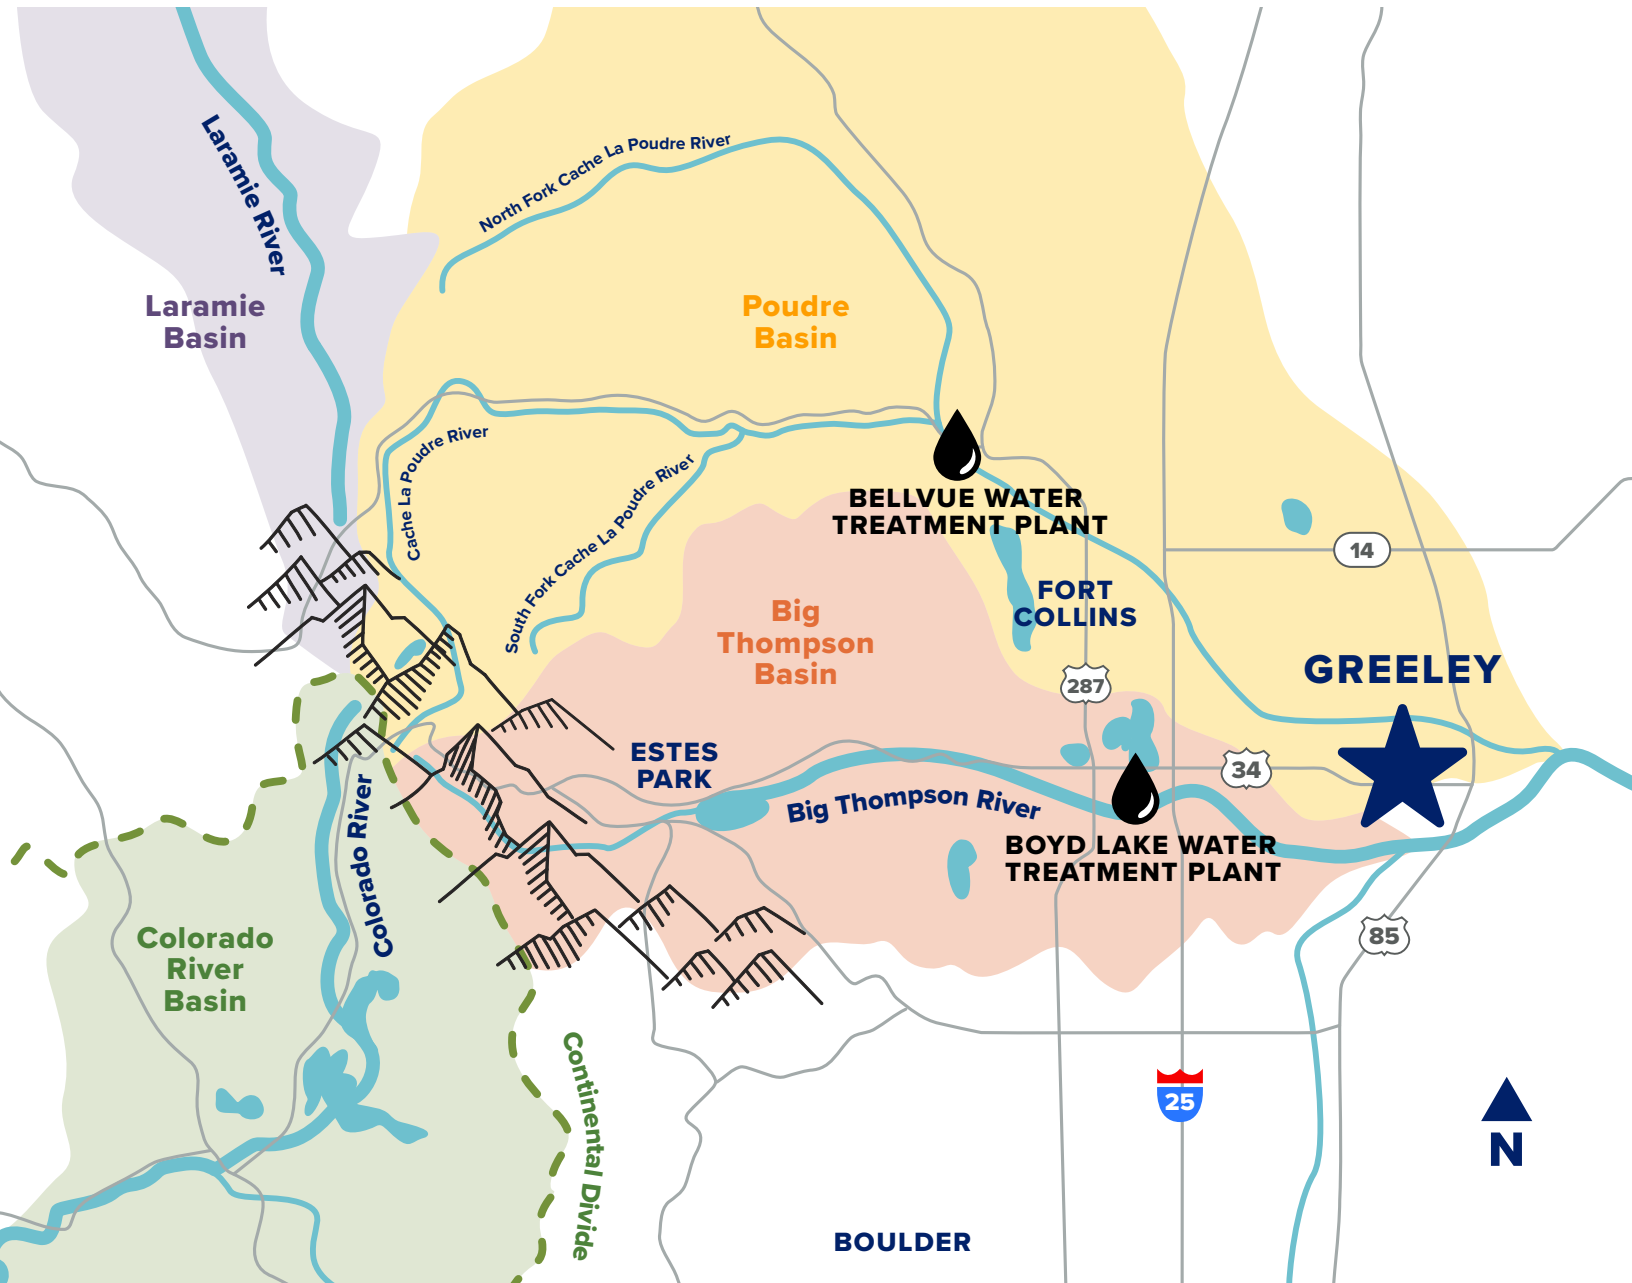 Laramie River
North Fork Cache La Poudre River
Laramie
Basin
Poudre
Basin
Cache La Poudre River
South Fork Cache La Poudre River
BELLVUE WATER
TREATMENT PLANT
14
FORT
COLLINS
Big
Thompson
Basin
GREELEY
287
ESTES
PARK
34
Big Thompson River
Colorado River
BOYD LAKE WATER
TREATMENT PLANT
Colorado
River
Basin
85
Continental Divide
25
N
BOULDER